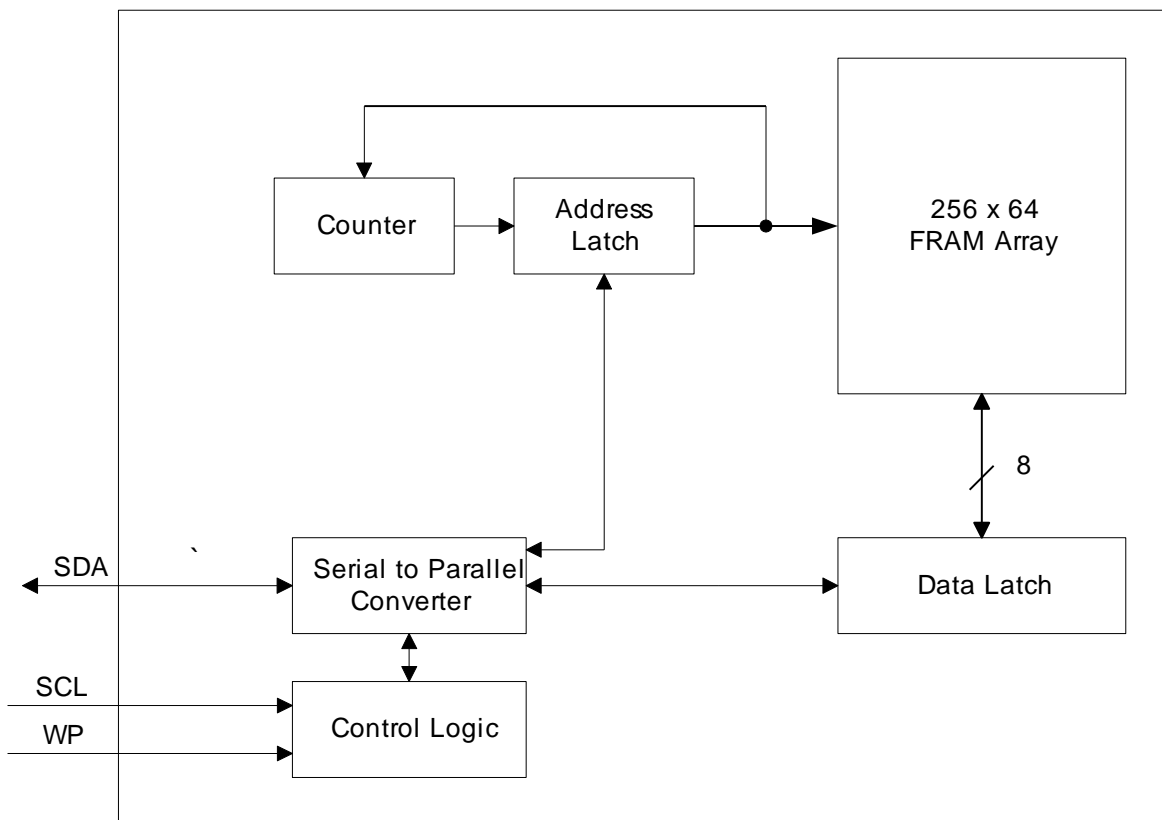 Counter
Address
Latch
256 x 64
FRAM Array
8
SDA
`
Serial to Parallel
Converter
Data Latch
SCL
WP
Control Logic